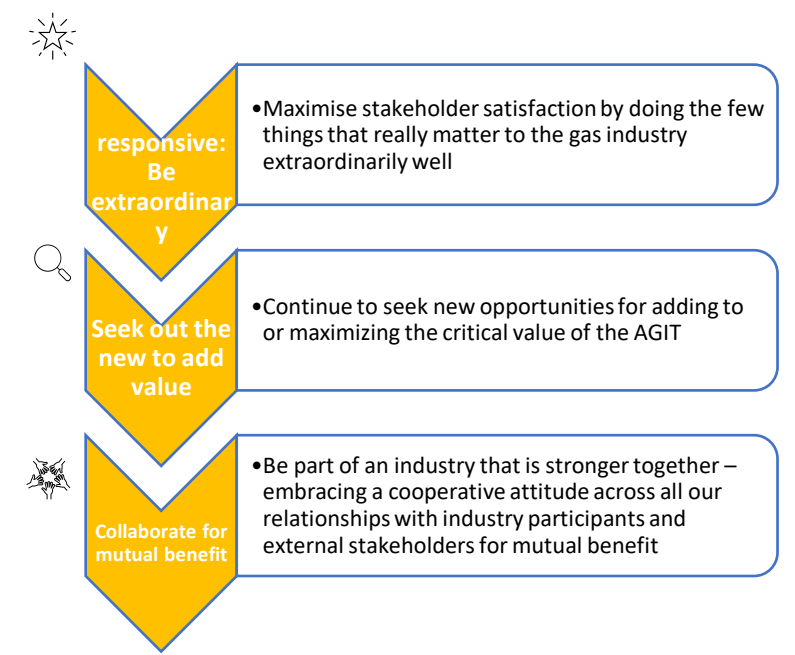 responsive:
Be
extraordinar
y
•Maximise stakeholder satisfaction by doing the few
things that really matter to the gas industry
extraordinarily well
Seek out the
new to add
value
•Continue to seek new opportunities for adding to
or maximizing the critical value of the AGIT
Collaborate for
mutual benefit
•Be part of an industry that is stronger together –
embracing a cooperative attitude across all our
relationships with industry participants and
external stakeholders for mutual benefit